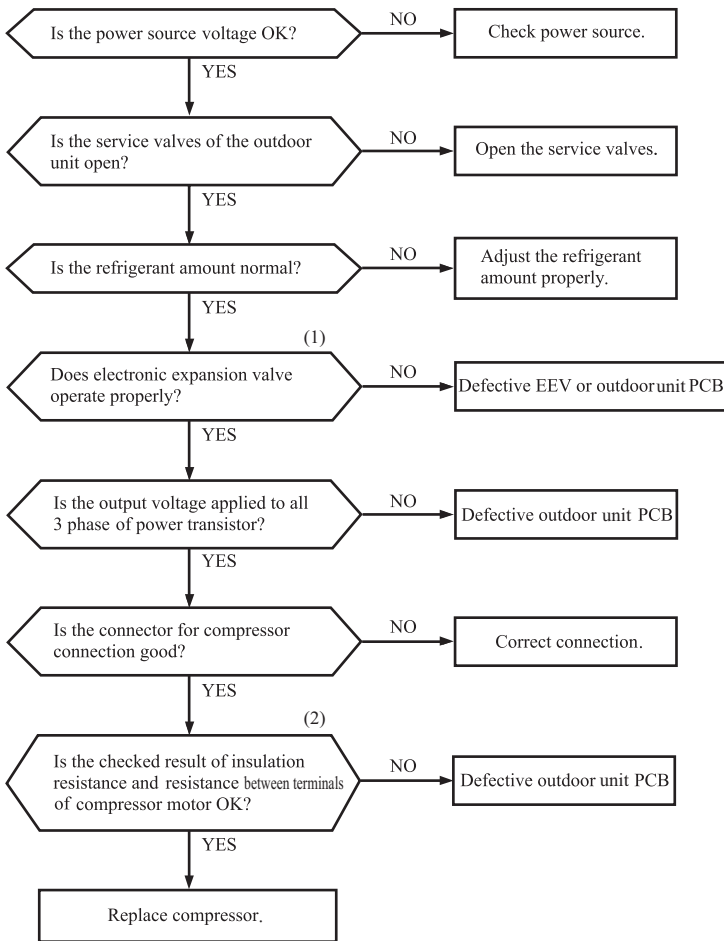 Is the power source voltage OK?
NO
Check power source.
YES
Is the service valves of the outdoor
unit open?
NO
Open the service valves.
YES
Is the refrigerant amount normal?
NO
Adjust the refrigerant
amount properly.
YES
(1)
Does electronic expansion valve
operate properly?
NO
Defective EEV or outdoor unit PCB
YES
Is the output voltage applied to all
3 phase of power transistor?
NO
Defective outdoor unit PCB
YES
Is the connector for compressor
connection good?
NO
Correct connection.
YES
(2)
Is the checked result of insulation
resistance and resistance between terminals
of compressor motor OK?
NO
Defective outdoor unit PCB
YES
Replace compressor.